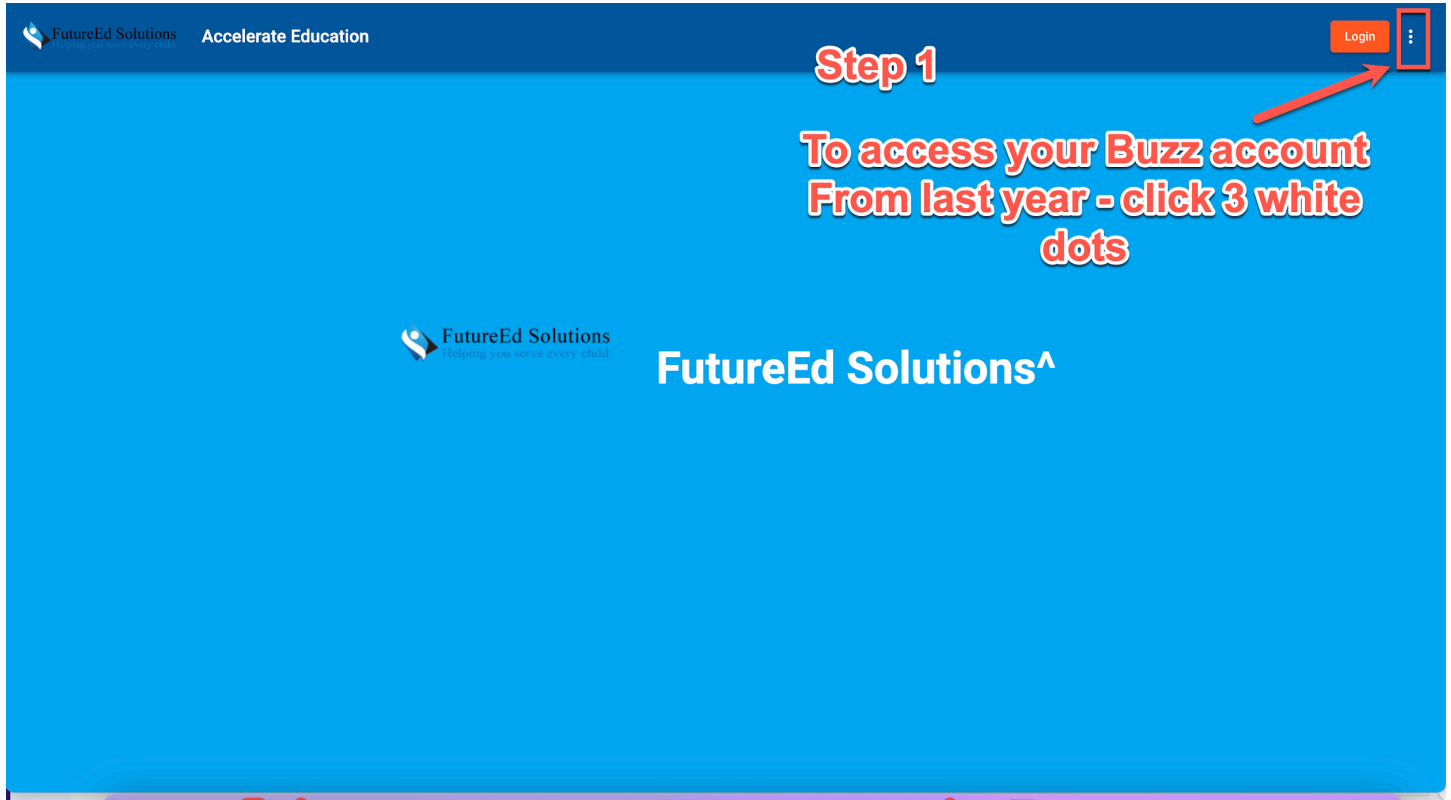 FutureEd Solutions
Helping you serve every child
Accelerate Education
Login
Step 1
To access your Buzz account
From last year - click 3 white
dots
FutureEd Solutions
Helping you serve every child
FutureEd Solutions^